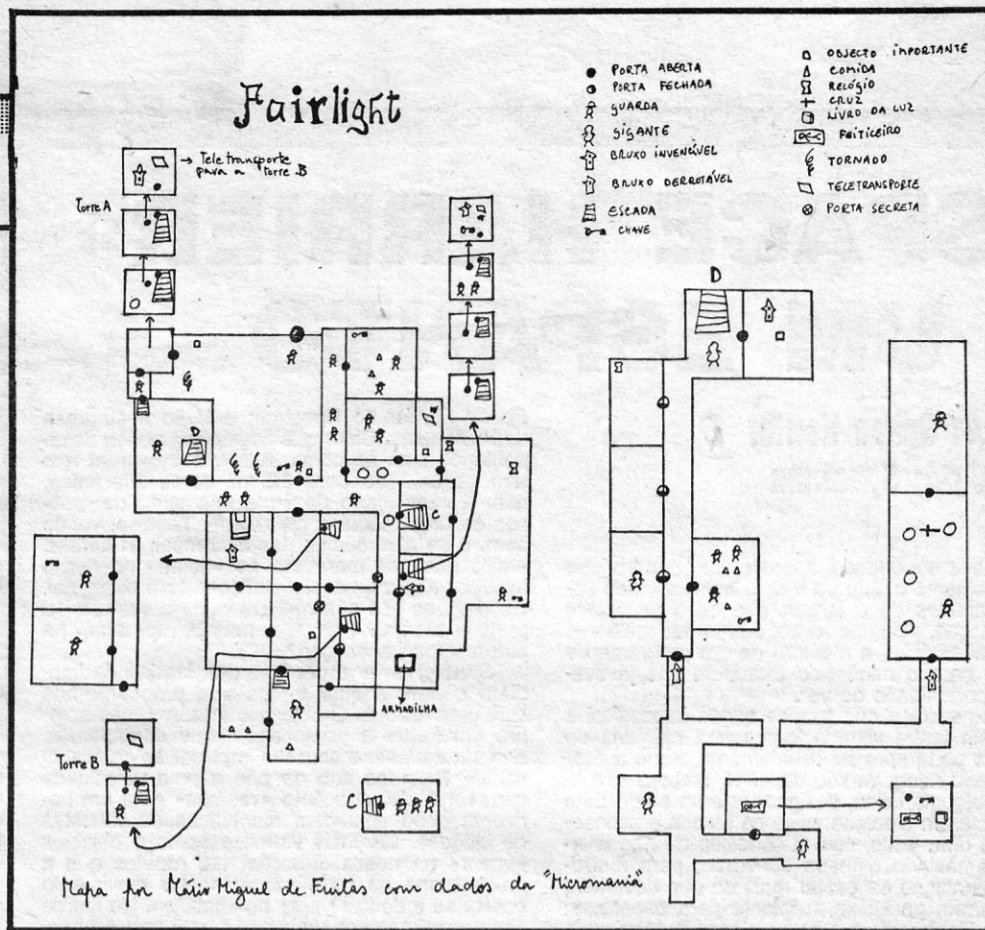 Fairlight
PORTA ABERTA
PORTA FECHADA
GUARDA
GIGANTE
BRUXO INVENCÍVEL
BRUXO DERROTÁVEL
ESCADA
CHAVE
OBJECTO IMPORTANTE
COMIDA
RELÓGIO
CRUZ
LIVRO DA LUZ
FEITICEIRO
TORNADO
TELETRANSPORTE
PORTA SECRETA
Teletransporte
para a Torre B
Torre A
D
D
C
ARMADILHA
Torre B
C
Mapa por Mário Miguel de Freitas com dados da "Micromania"